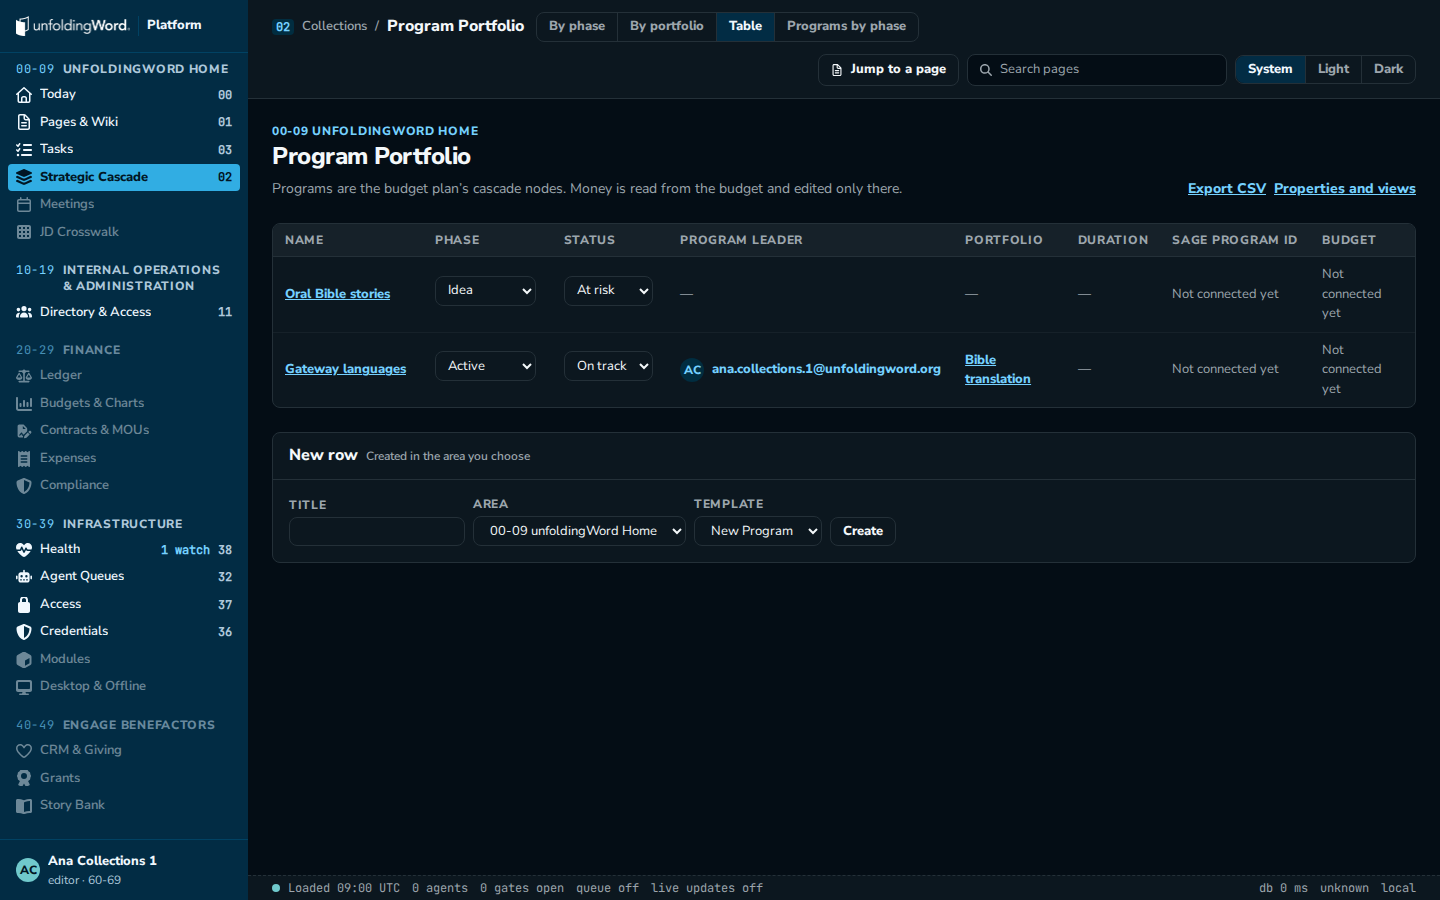 unfoldingWord Platform
00-09 UNFOLDINGWORD HOME
Today 00
Pages & Wiki 01
Tasks 03
Strategic Cascade 02
Meetings
JD Crosswalk
10-19 INTERNAL OPERATIONS
& ADMINISTRATION
Directory & Access 11
20-29 FINANCE
Ledger
Budgets & Charts
Contracts & MOUs
Expenses
Compliance
30-39 INFRASTRUCTURE
Health 1 watch 38
Agent Queues 32
Access 37
Credentials 36
Modules
Desktop & Offline
40-49 ENGAGE BENEFACTORS
CRM & Giving
Grants
Story Bank
AC Ana Collections 1
editor · 60-69
02 Collections / Program Portfolio By phase By portfolio Table Programs by phase
Jump to a page Search pages System Light Dark
00-09 UNFOLDINGWORD HOME
Program Portfolio
Programs are the budget plan's cascade nodes. Money is read from the budget and edited only there.
Export CSV Properties and views
NAME PHASE STATUS PROGRAM LEADER PORTFOLIO DURATION SAGE PROGRAM ID BUDGET
Oral Bible stories Idea At risk — — — Not connected yet Not
connected
yet
Gateway languages Active On track AC ana.collections.1@unfoldingword.org Bible
translation — Not connected yet Not
connected
yet
New row Created in the area you choose
TITLE AREA TEMPLATE
00-09 unfoldingWord Home New Program Create
Loaded 09:00 UTC 0 agents 0 gates open queue off live updates off db 0 ms unknown local